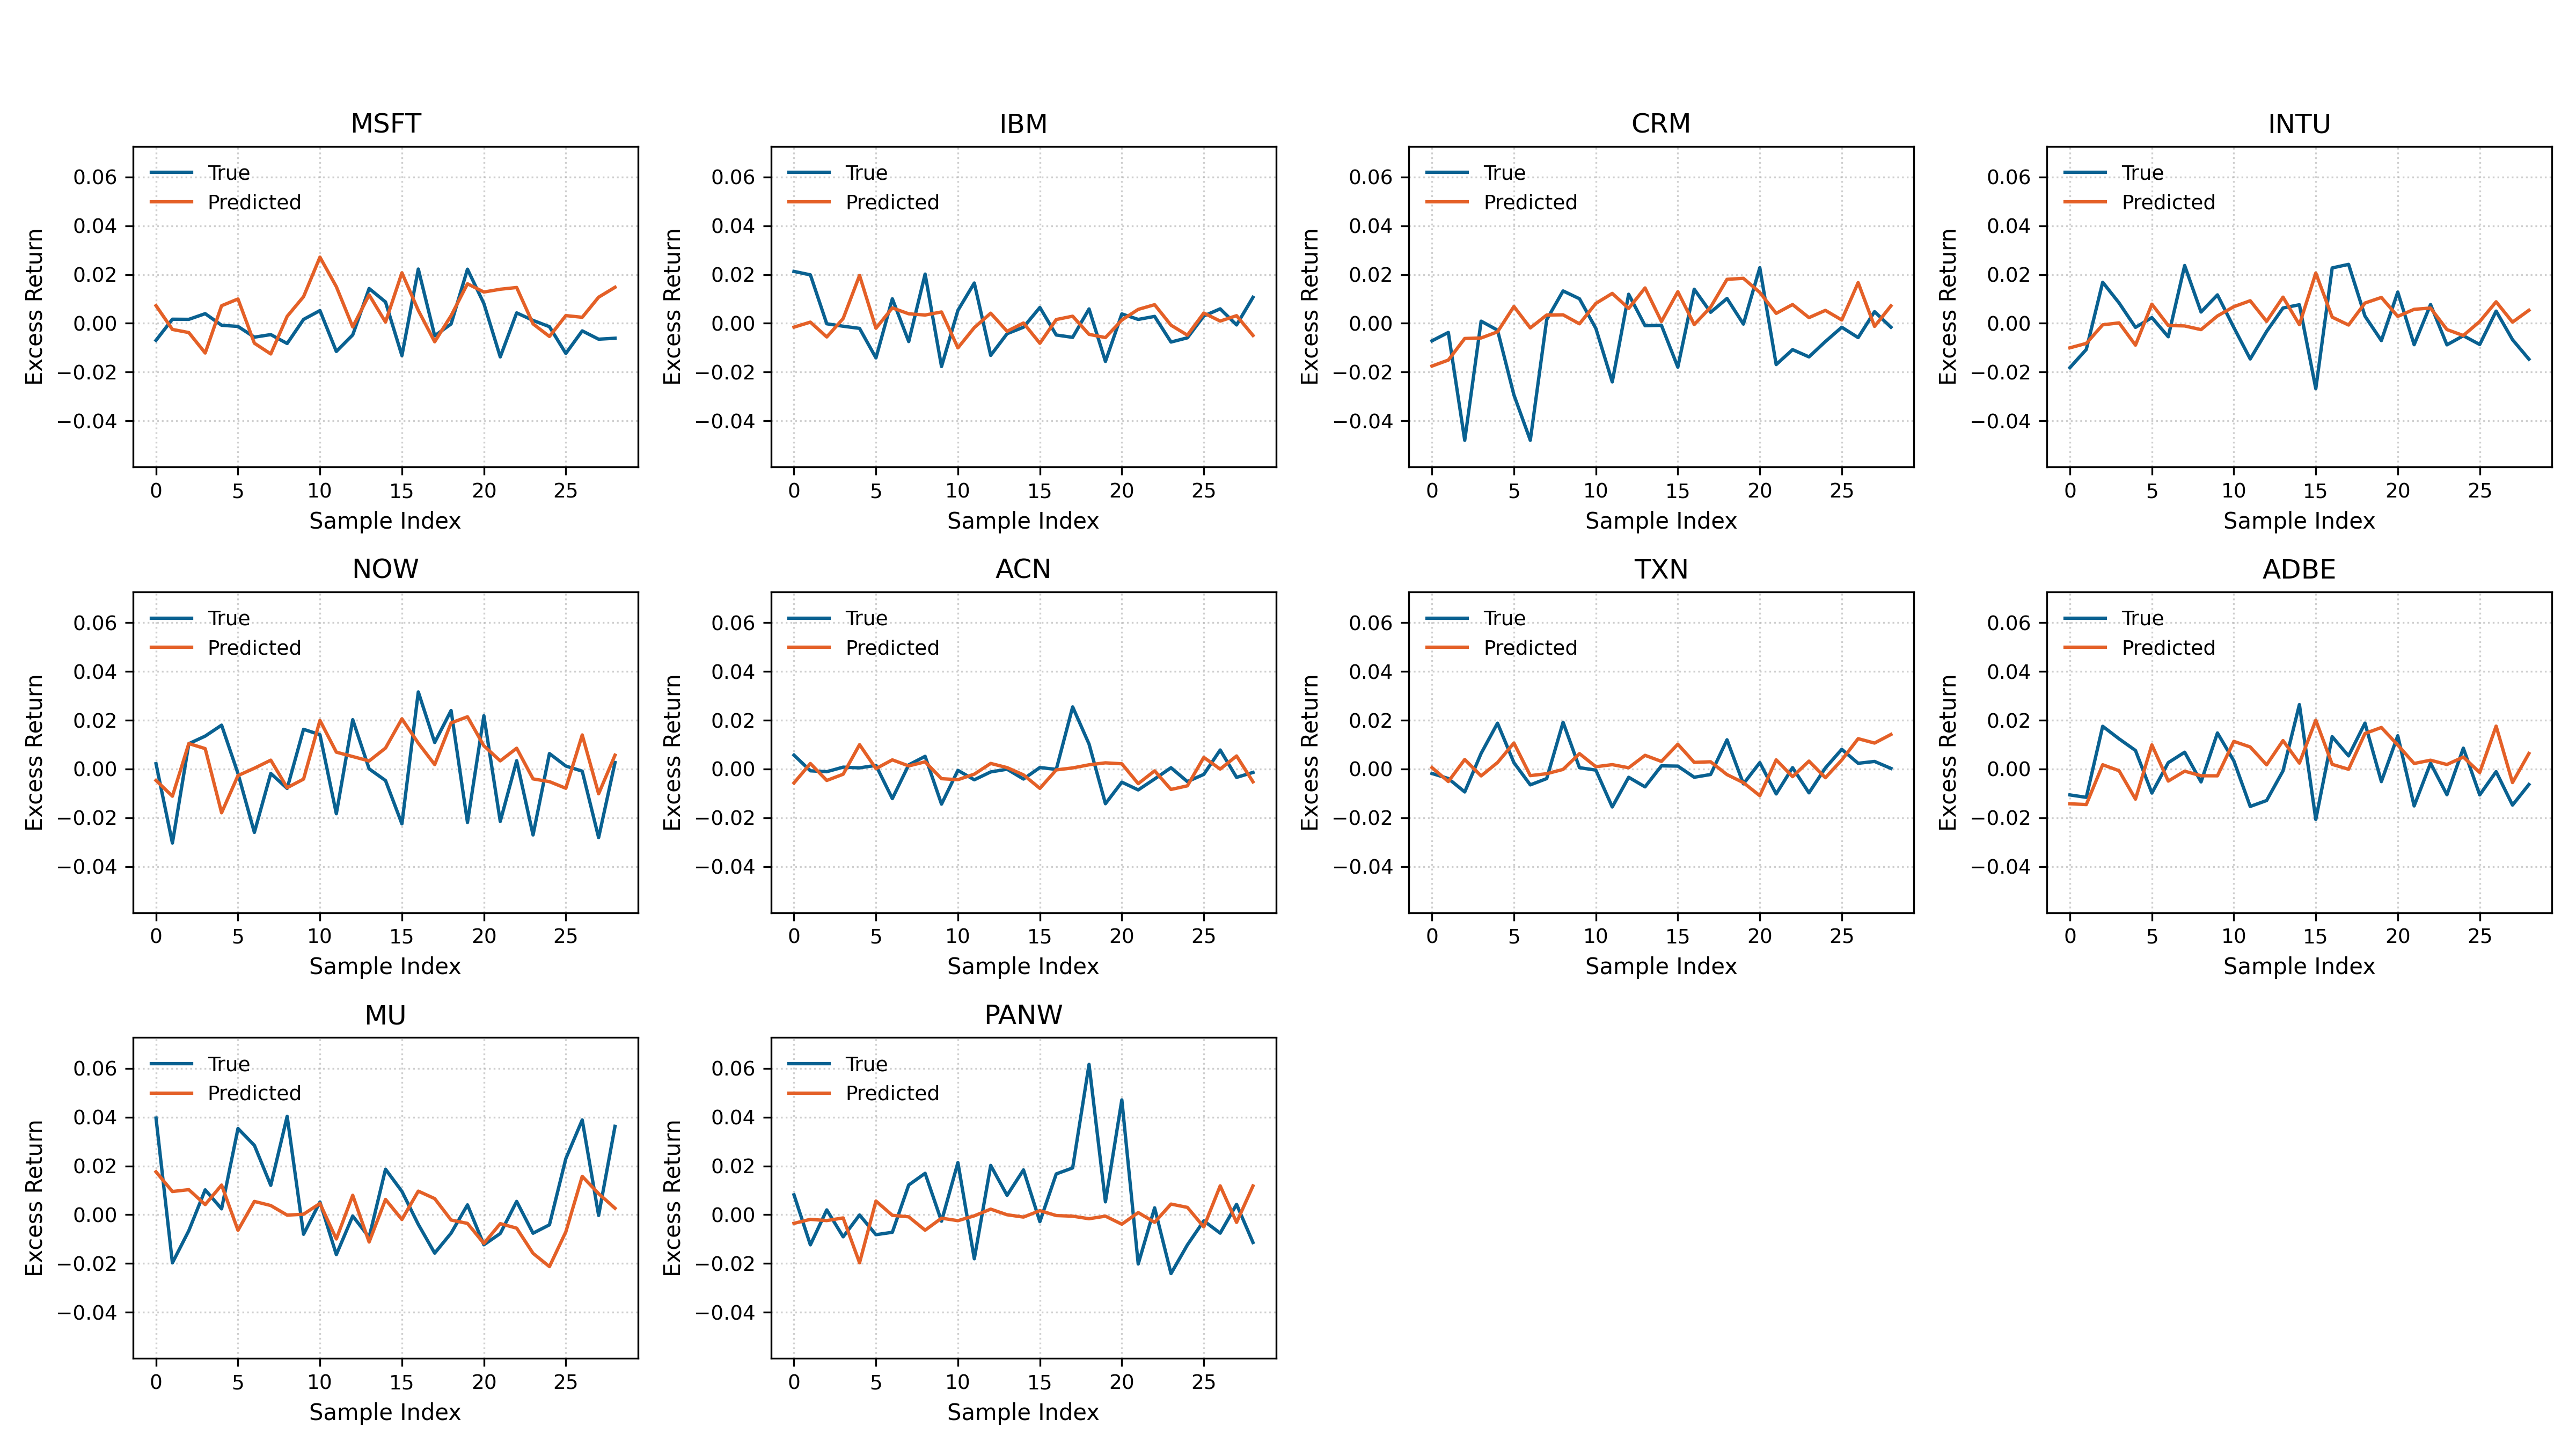 MSFT
Excess Return
0.06
0.04
0.02
0.00
−0.02
−0.04
True
Predicted
0 5 10 15 20 25
Sample Index
IBM
Excess Return
0.06
0.04
0.02
0.00
−0.02
−0.04
True
Predicted
0 5 10 15 20 25
Sample Index
CRM
Excess Return
0.06
0.04
0.02
0.00
−0.02
−0.04
True
Predicted
0 5 10 15 20 25
Sample Index
INTU
Excess Return
0.06
0.04
0.02
0.00
−0.02
−0.04
True
Predicted
0 5 10 15 20 25
Sample Index
NOW
Excess Return
0.06
0.04
0.02
0.00
−0.02
−0.04
True
Predicted
0 5 10 15 20 25
Sample Index
ACN
Excess Return
0.06
0.04
0.02
0.00
−0.02
−0.04
True
Predicted
0 5 10 15 20 25
Sample Index
TXN
Excess Return
0.06
0.04
0.02
0.00
−0.02
−0.04
True
Predicted
0 5 10 15 20 25
Sample Index
ADBE
Excess Return
0.06
0.04
0.02
0.00
−0.02
−0.04
True
Predicted
0 5 10 15 20 25
Sample Index
MU
Excess Return
0.06
0.04
0.02
0.00
−0.02
−0.04
True
Predicted
0 5 10 15 20 25
Sample Index
PANW
Excess Return
0.06
0.04
0.02
0.00
−0.02
−0.04
True
Predicted
0 5 10 15 20 25
Sample Index